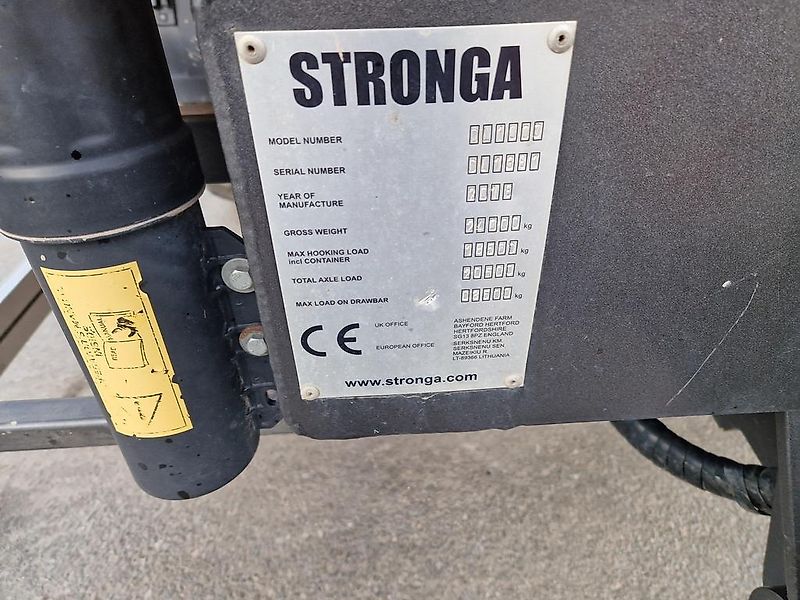 STRONGA
MODEL NUMBER
SERIAL NUMBER
YEAR OF
MANUFACTURE
GROSS WEIGHT kg
MAX HOOKING LOAD
incl CONTAINER kg
TOTAL AXLE LOAD kg
MAX LOAD ON DRAWBAR kg
CE
UK OFFICE
ASHENDENE FARM
BAYFORD HERTFORD
HERTFORDSHIRE
SG13 8PZ ENGLAND
EUROPEAN OFFICE
SERKSNENU KM.
SERKSNENU SEN.
MAZEIKIU R.
LT-89366 LITHUANIA
www.stronga.com